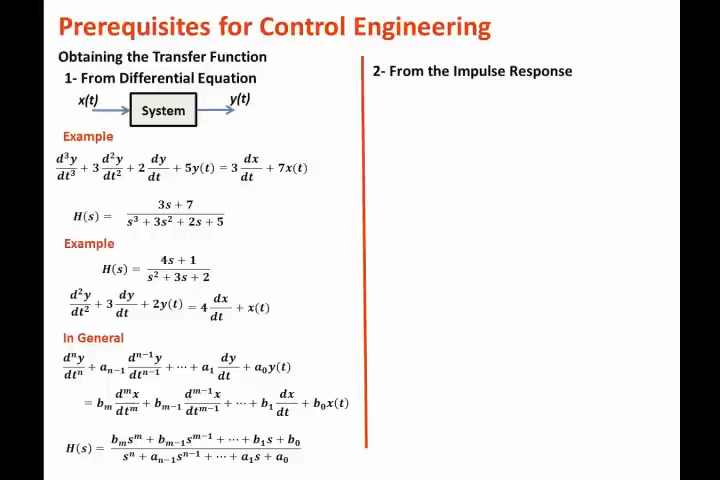 Prerequisites for Control Engineering
Obtaining the Transfer Function
1- From Differential Equation
x(t) System y(t)
Example
d³y/dt³ + 3 d²y/dt² + 2 dy/dt + 5y(t) = 3 dx/dt + 7x(t)
H(s) = (3s + 7)/(s³ + 3s² + 2s + 5)
Example
H(s) = (4s + 1)/(s² + 3s + 2)
d²y/dt² + 3 dy/dt + 2y(t) = 4 dx/dt + x(t)
In General
dⁿy/dtⁿ + aₙ₋₁ dⁿ⁻¹y/dtⁿ⁻¹ + ⋯ + a₁ dy/dt + a₀y(t)
= bₘ dᵐx/dtᵐ + bₘ₋₁ dᵐ⁻¹x/dtᵐ⁻¹ + ⋯ + b₁ dx/dt + b₀x(t)
H(s) = (bₘsᵐ + bₘ₋₁sᵐ⁻¹ + ⋯ + b₁s + b₀)/(sⁿ + aₙ₋₁sⁿ⁻¹ + ⋯ + a₁s + a₀)
2- From the Impulse Response